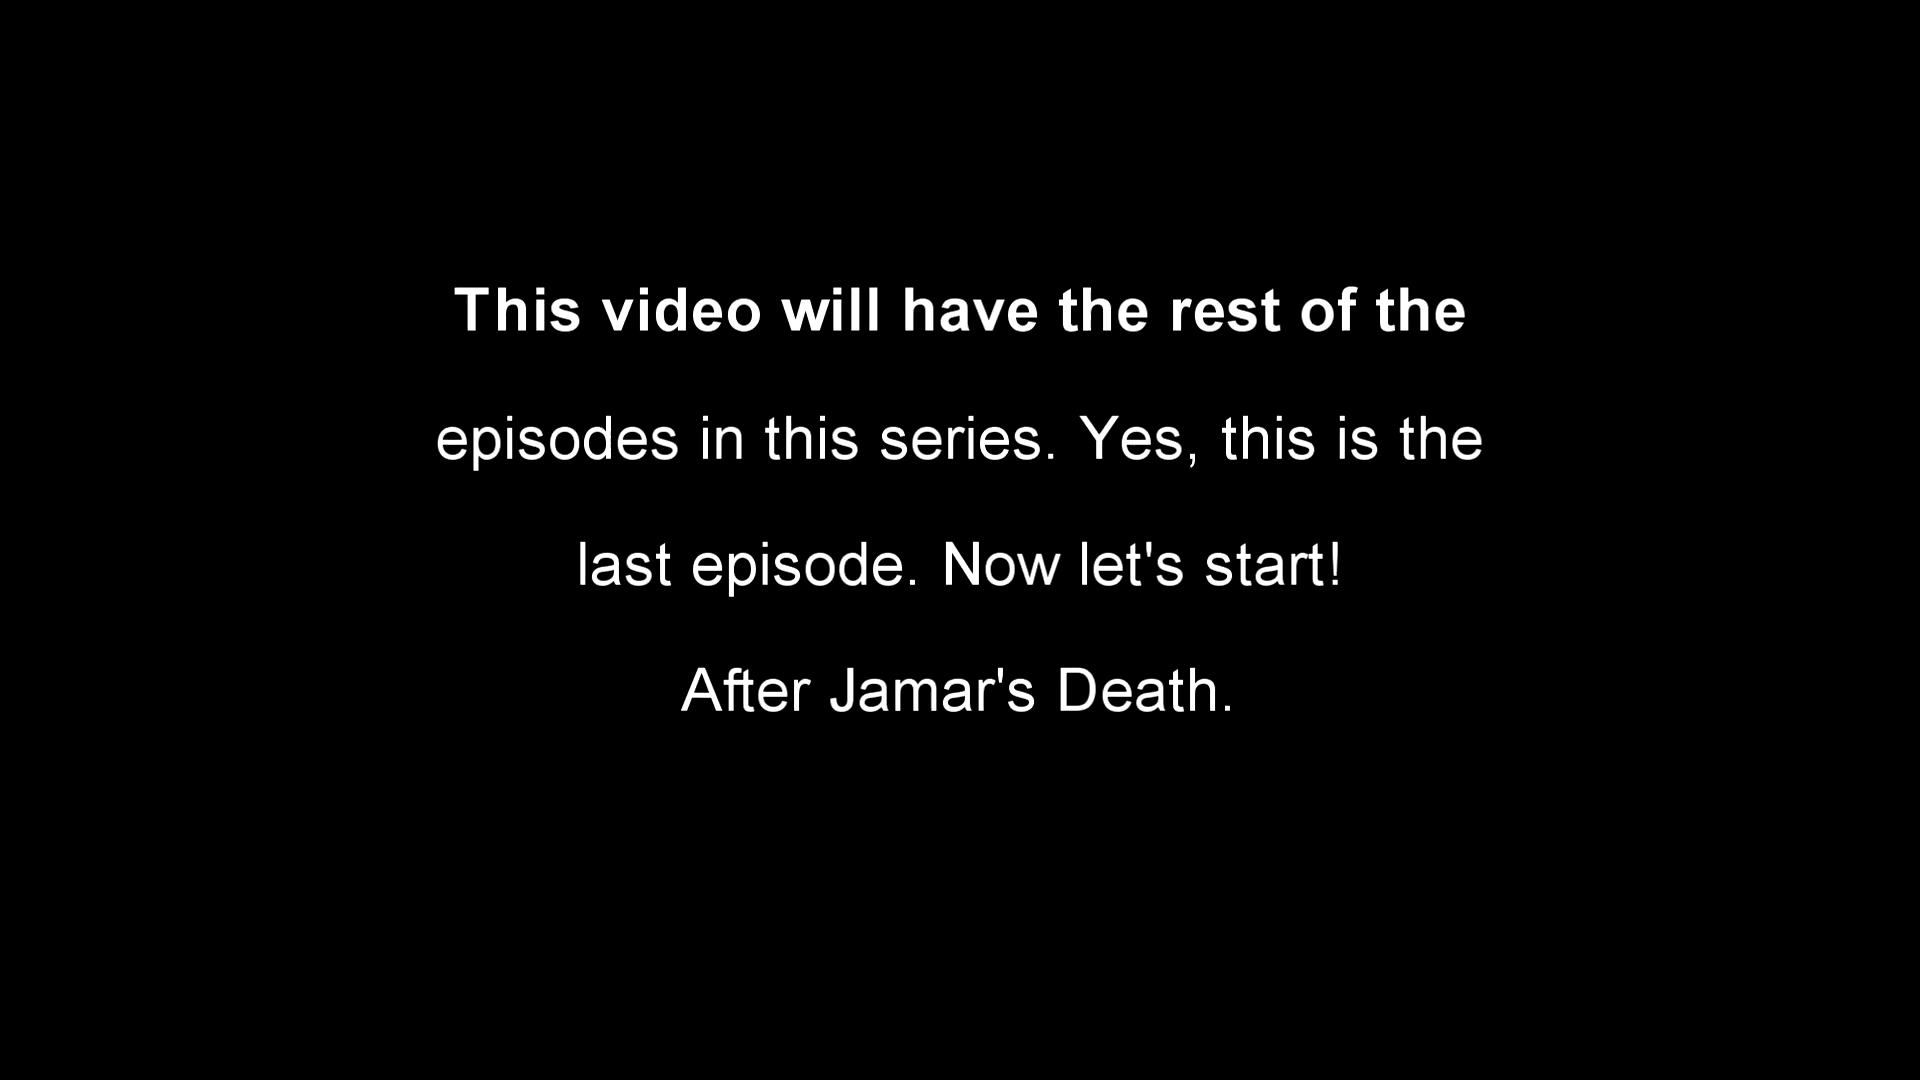 This video will have the rest of the
episodes in this series. Yes, this is the
last episode. Now let's start!
After Jamar's Death.